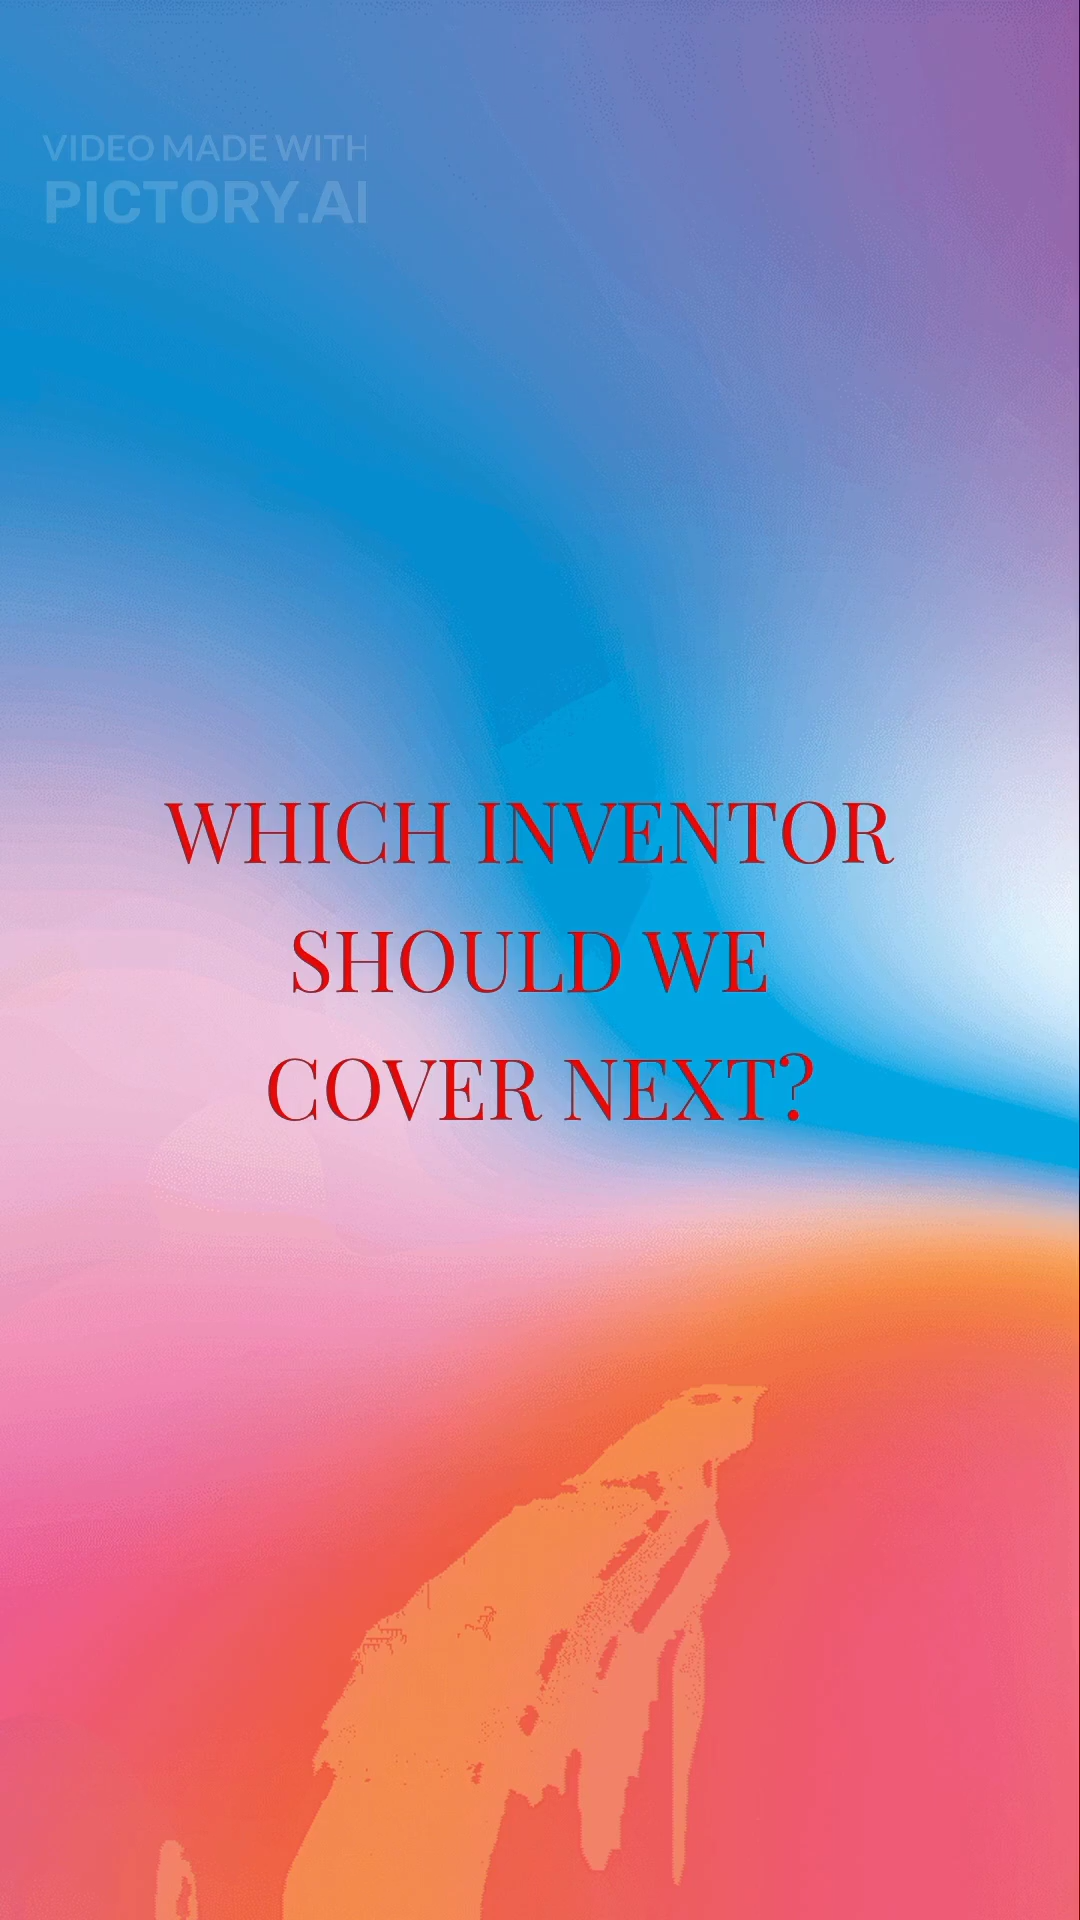 VIDEO MADE WITH
PICTORY.AI
WHICH INVENTOR
SHOULD WE
COVER NEXT?